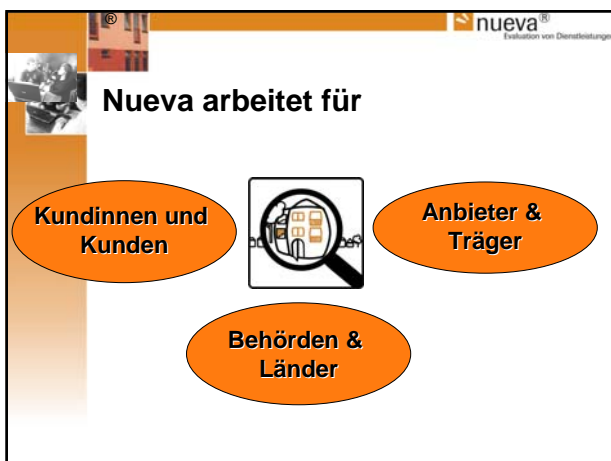 ®
nueva®
Evaluation von Dienstleistungen
Nueva arbeitet für
Kundinnen und
Kunden
Anbieter &
Träger
Behörden &
Länder